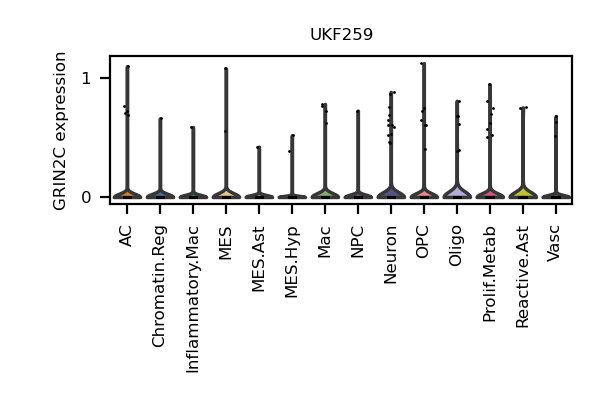 UKF259
GRIN2C expression
1
0
AC
Chromatin.Reg
Inflammatory.Mac
MES
MES.Ast
MES.Hyp
Mac
NPC
Neuron
OPC
Oligo
Prolif.Metab
Reactive.Ast
Vasc